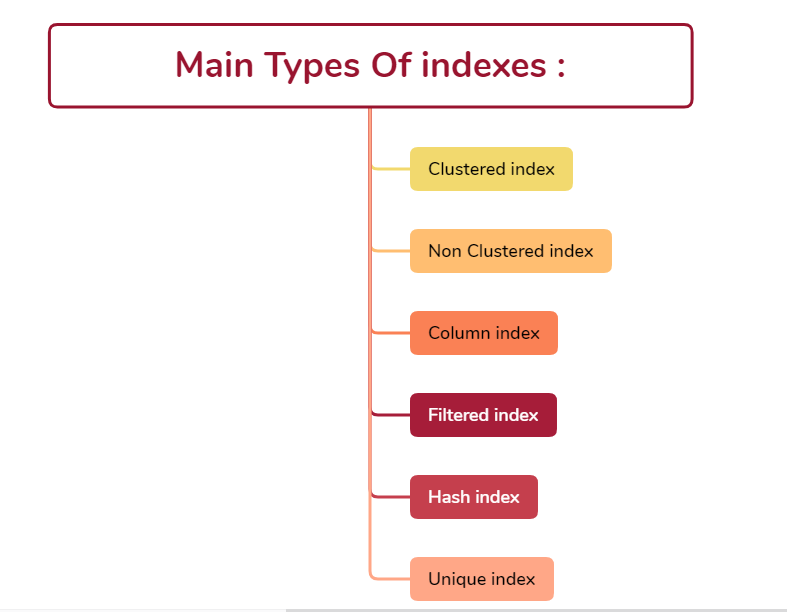 Main Types Of indexes :
Clustered index
Non Clustered index
Column index
Filtered index
Hash index
Unique index